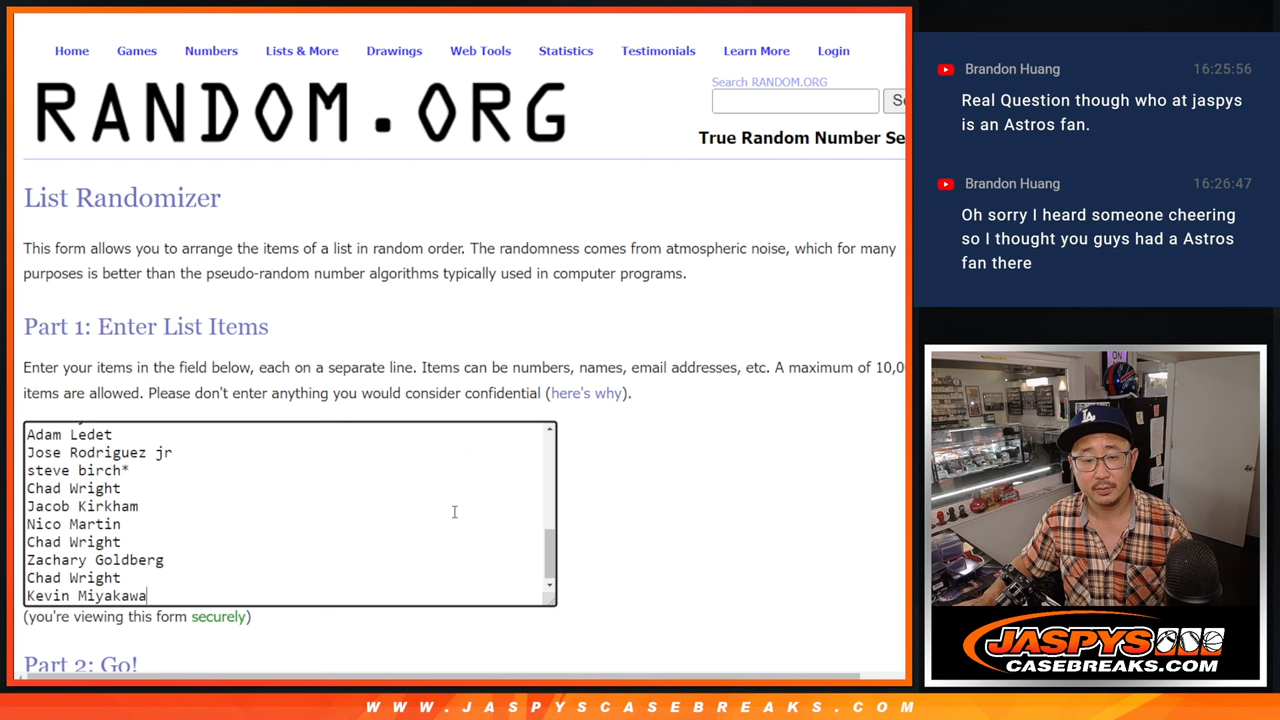 Home Games Numbers Lists & More Drawings Web Tools Statistics Testimonials Learn More Login
RANDOM.ORG
Search RANDOM.ORG
True Random Number Se
List Randomizer
This form allows you to arrange the items of a list in random order. The randomness comes from atmospheric noise, which for many
purposes is better than the pseudo-random number algorithms typically used in computer programs.
Part 1: Enter List Items
Enter your items in the field below, each on a separate line. Items can be numbers, names, email addresses, etc. A maximum of 10,0
items are allowed. Please don't enter anything you would consider confidential (here's why).
Adam Ledet
Jose Rodriguez jr
steve birch*
Chad Wright
Jacob Kirkham
Nico Martin
Chad Wright
Zachary Goldberg
Chad Wright
Kevin Miyakawa
(you're viewing this form securely)
Part 2: Go!
Brandon Huang 16:25:56
Real Question though who at jaspys
is an Astros fan.
Brandon Huang 16:26:47
Oh sorry I heard someone cheering
so I thought you guys had a Astros
fan there
ON
LA
JASPYS
CASEBREAKS.COM
WWW.JASPYSCASEBREAKS.COM